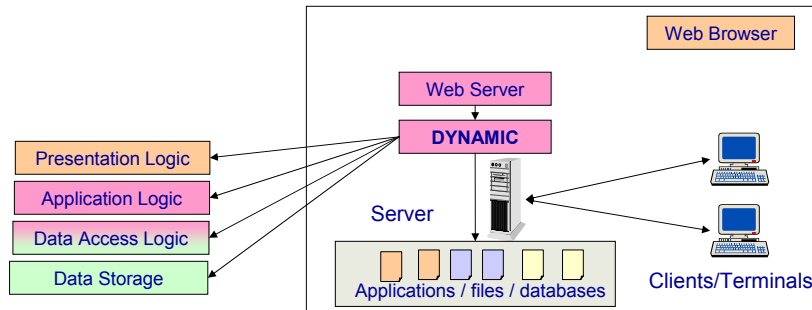 Web Browser
Web Server
DYNAMIC
Presentation Logic
Application Logic
Data Access Logic
Data Storage
Server
Applications / files / databases
Clients/Terminals